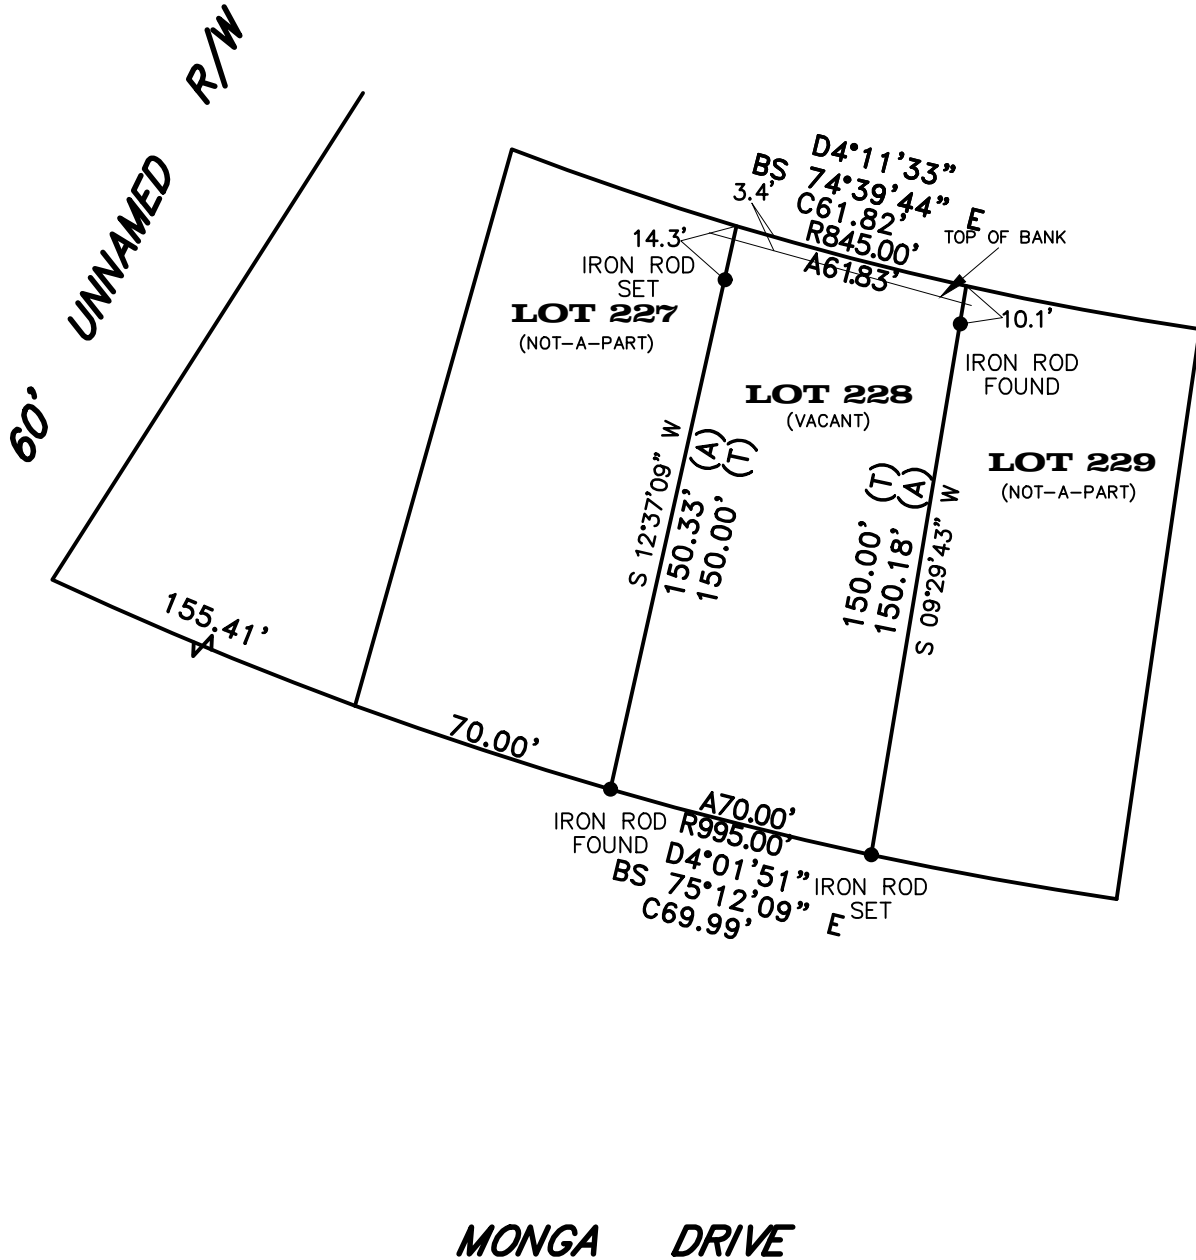 60' UNNAMED R/W
D4°11'33"
BS 74°39'44" E
C61.82'
R845.00'
A61.83'
3.4'
TOP OF BANK
14.3'
IRON ROD
SET
10.1'
IRON ROD
FOUND
LOT 227
(NOT-A-PART)
LOT 228
(VACANT)
LOT 229
(NOT-A-PART)
S 12°37'09" W
150.33' (A)
150.00' (T)
150.00' (T)
150.18' (A)
S 09°29'43" W
155.41'
70.00'
IRON ROD
FOUND
A70.00'
R995.00'
D4°01'51"
BS 75°12'09" E
C69.99'
IRON ROD
SET
MONGA DRIVE